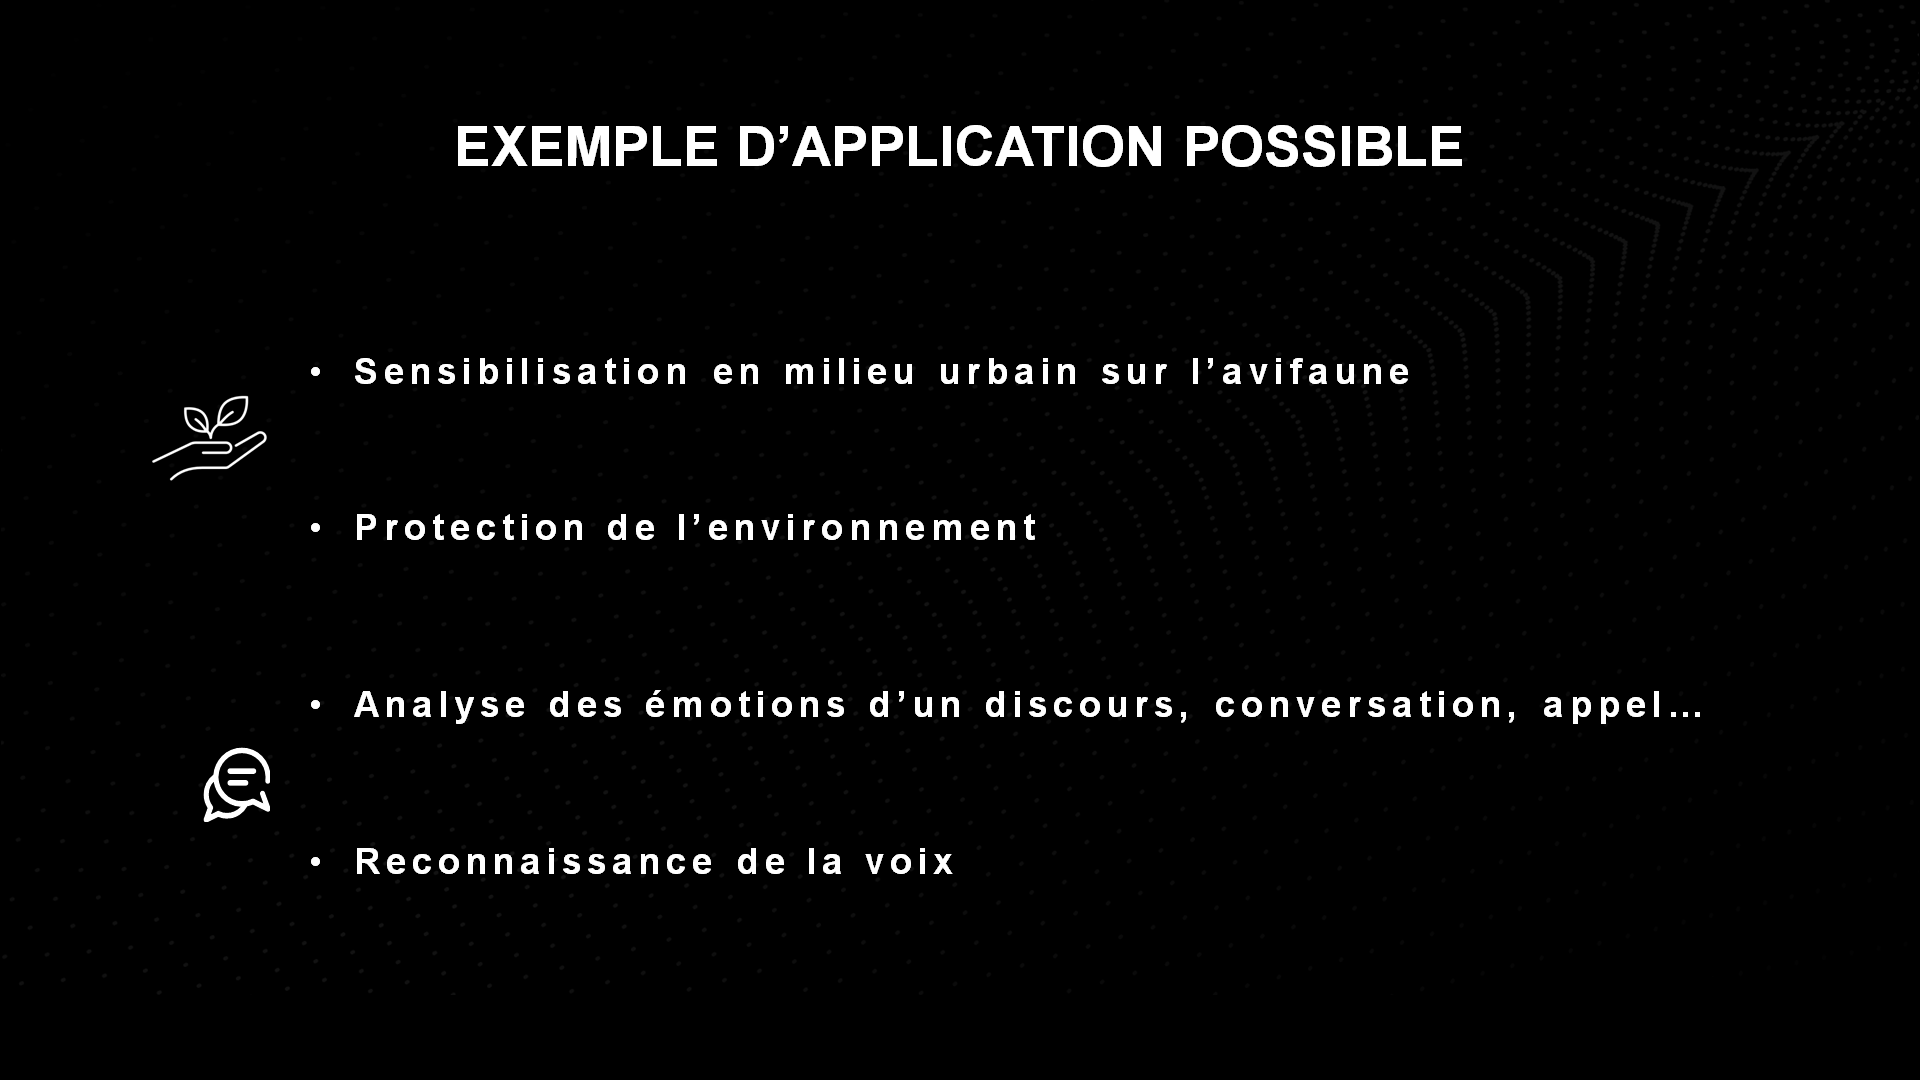 EXEMPLE D’APPLICATION POSSIBLE
• Sensibilisation en milieu urbain sur l’avifaune
• Protection de l’environnement
• Analyse des émotions d’un discours, conversation, appel…
• Reconnaissance de la voix